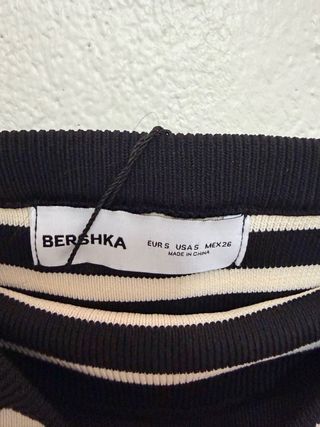 BERSHKA
EUR S USA S MEX 26
MADE IN CHINA